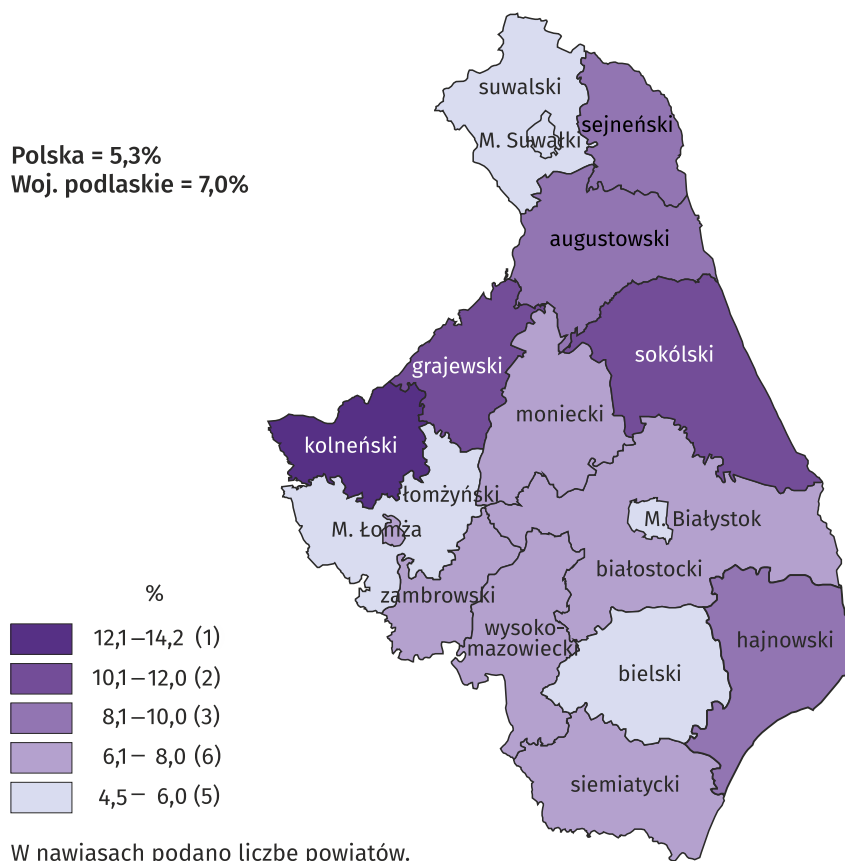 suwalski
M. Suwałki
sejneński
Polska = 5,3%
Woj. podlaskie = 7,0%
augustowski
sokólski
grajewski
moniecki
kolneński
łomżyński
M. Łomża
M. Białystok
białostocki
zambrowski
wysoko-
mazowiecki
hajnowski
bielski
siemiatycki
%
12,1–14,2 (1)
10,1–12,0 (2)
8,1–10,0 (3)
6,1– 8,0 (6)
4,5– 6,0 (5)
W nawiasach podano liczbę powiatów.